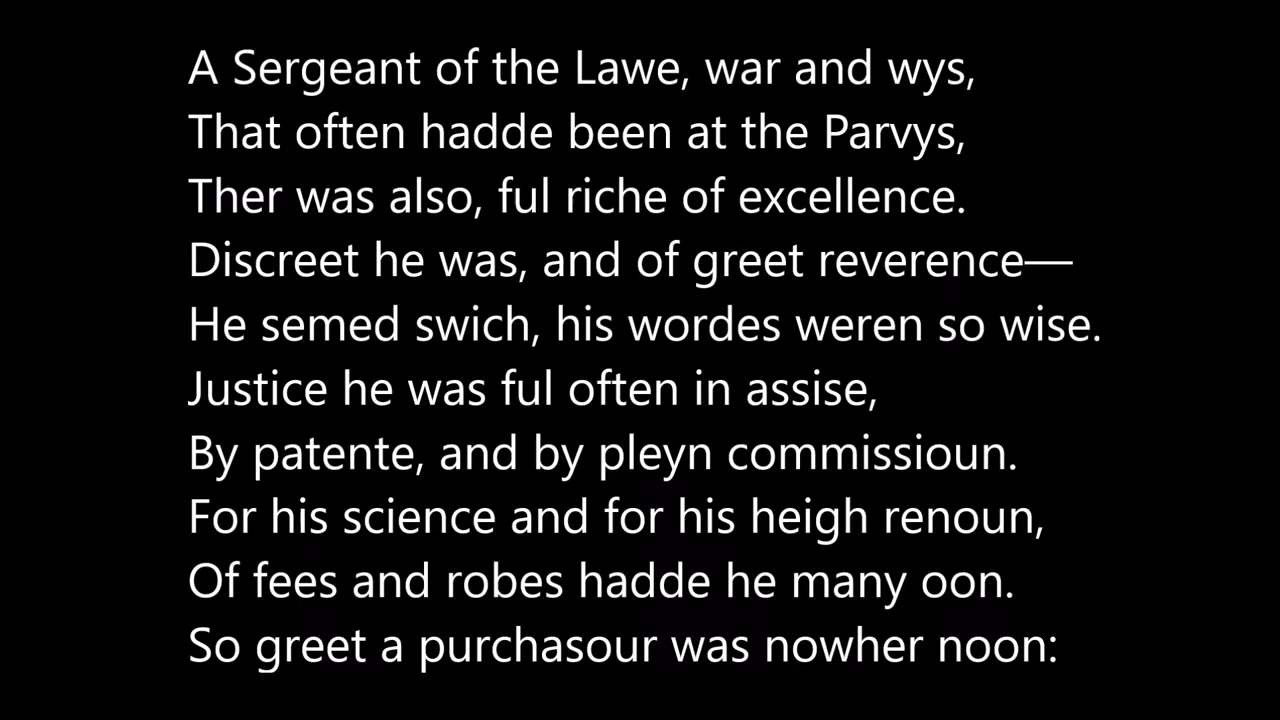 A Sergeant of the Lawe, war and wys,
That often hadde been at the Parvys,
Ther was also, ful riche of excellence.
Discreet he was, and of greet reverence—
He semed swich, his wordes weren so wise.
Justice he was ful often in assise,
By patente, and by pleyn commissioun.
For his science and for his heigh renoun,
Of fees and robes hadde he many oon.
So greet a purchasour was nowher noon: